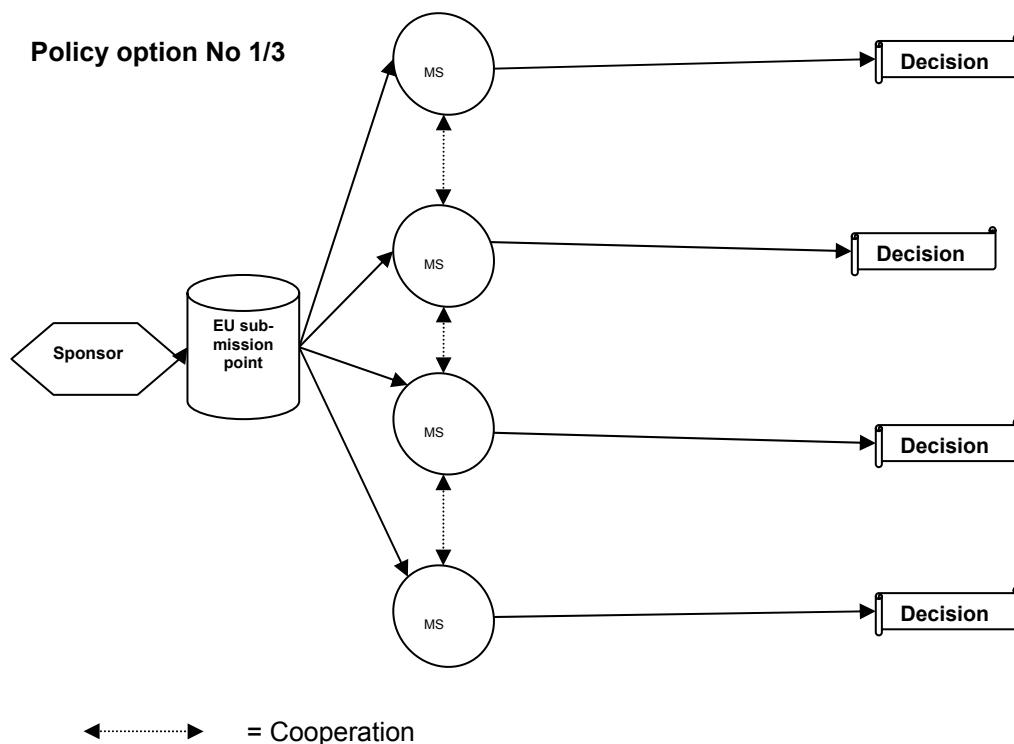 Policy option No 1/3
MS
Decision
MS
Decision
Sponsor
EU sub-
mission
point
MS
Decision
MS
Decision
= Cooperation